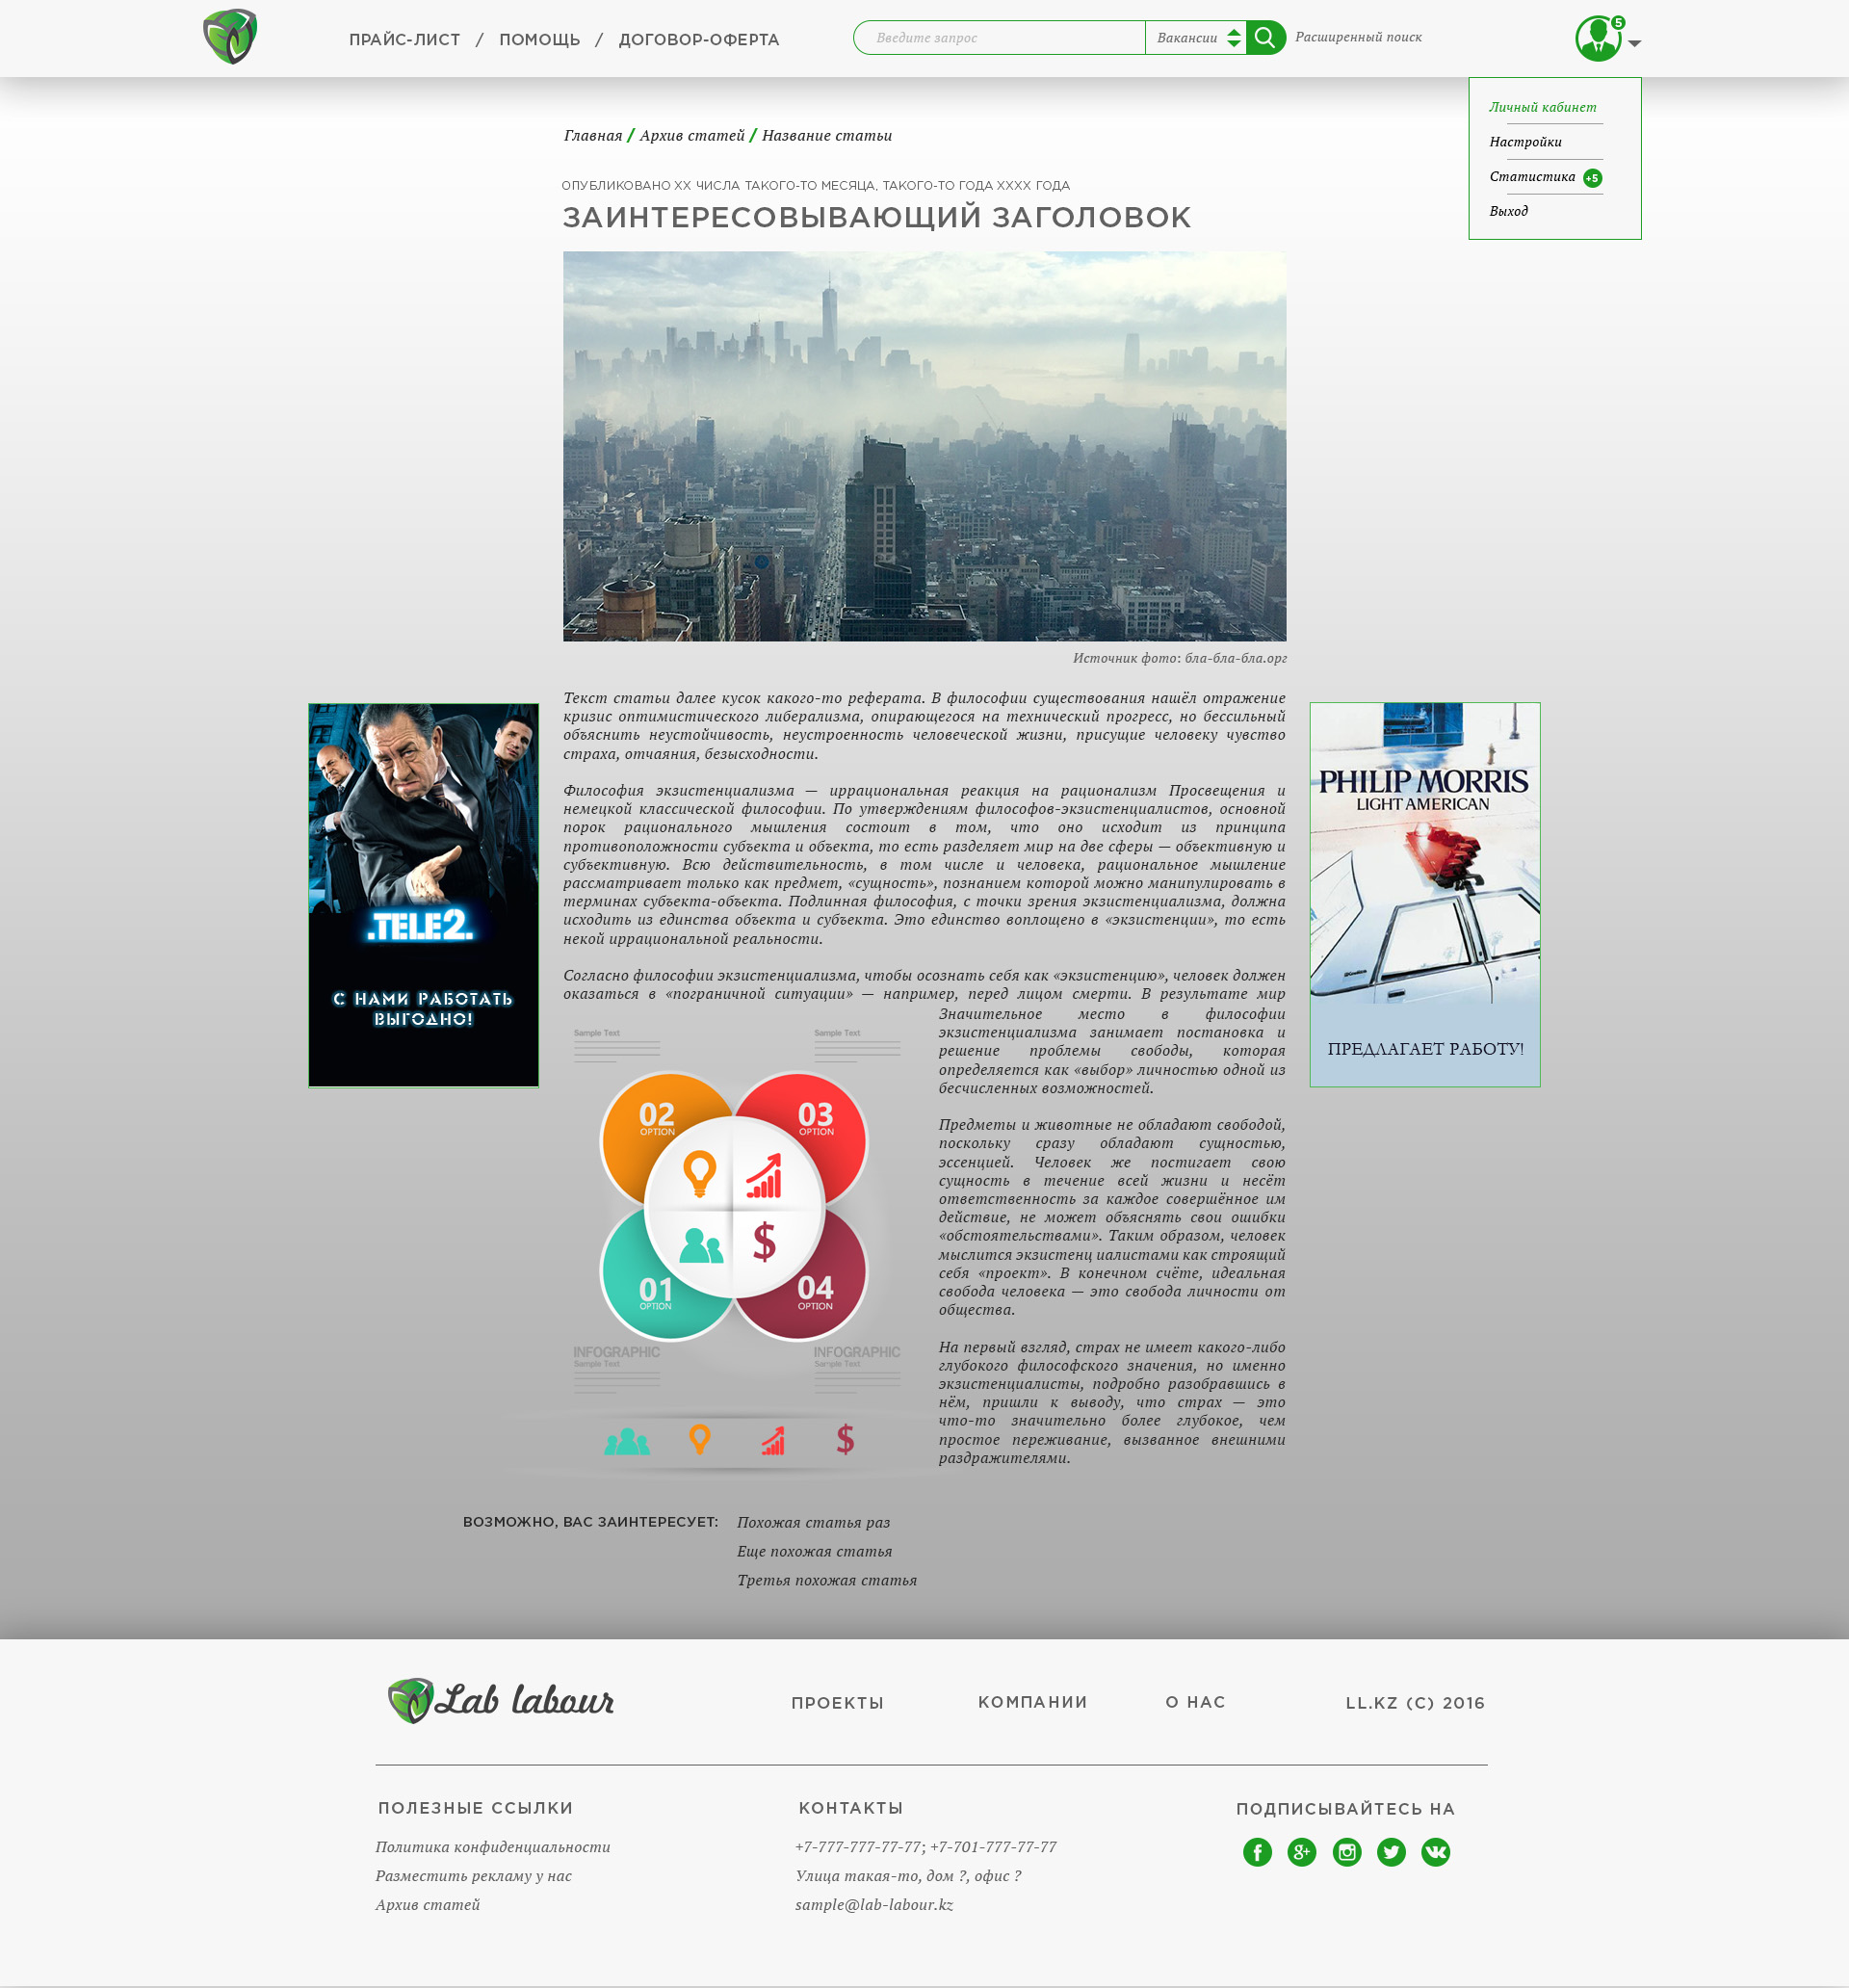 ПРАЙС-ЛИСТ / ПОМОЩЬ / ДОГОВОР-ОФЕРТА
Введите запрос
Вакансии
Расширенный поиск
5
Личный кабинет
Настройки
Статистика +5
Выход
Главная / Архив статей / Название статьи
ОПУБЛИКОВАНО ХХ ЧИСЛА ТАКОГО-ТО МЕСЯЦА, ТАКОГО-ТО ГОДА ХХХХ ГОДА
ЗАИНТЕРЕСОВЫВАЮЩИЙ ЗАГОЛОВОК
Источник фото: бла-бла-бла.орг
Текст статьи далее кусок какого-то реферата. В философии существования нашёл отражение
кризис оптимистического либерализма, опирающегося на технический прогресс, но бессильный
объяснить неустойчивость, неустроенность человеческой жизни, присущие человеку чувство
страха, отчаяния, безысходности.
Философия экзистенциализма — иррациональная реакция на рационализм Просвещения и
немецкой классической философии. По утверждениям философов-экзистенциалистов, основной
порок рационального мышления состоит в том, что оно исходит из принципа
противоположности субъекта и объекта, то есть разделяет мир на две сферы — объективную и
субъективную. Всю действительность, в том числе и человека, рациональное мышление
рассматривает только как предмет, «сущность», познанием которой можно манипулировать в
терминах субъекта-объекта. Подлинная философия, с точки зрения экзистенциализма, должна
исходить из единства объекта и субъекта. Это единство воплощено в «экзистенции», то есть
некой иррациональной реальности.
Согласно философии экзистенциализма, чтобы осознать себя как «экзистенцию», человек должен
оказаться в «пограничной ситуации» — например, перед лицом смерти. В результате мир
Значительное место в философии
экзистенциализма занимает постановка и
решение проблемы свободы, которая
определяется как «выбор» личностью одной из
бесчисленных возможностей.
Предметы и животные не обладают свободой,
поскольку сразу обладают сущностью,
эссенцией. Человек же постигает свою
сущность в течение всей жизни и несёт
ответственность за каждое совершённое им
действие, не может объяснять свои ошибки
«обстоятельствами». Таким образом, человек
мыслится экзистенц иалистами как строящий
себя «проект». В конечном счёте, идеальная
свобода человека — это свобода личности от
общества.
На первый взгляд, страх не имеет какого-либо
глубокого философского значения, но именно
экзистенциалисты, подробно разобравшись в
нём, пришли к выводу, что страх — это
что-то значительно более глубокое, чем
простое переживание, вызванное внешними
раздражителями.
TELE2
С НАМИ РАБОТАТЬ
ВЫГОДНО!
PHILIP MORRIS
LIGHT AMERICAN
ПРЕДЛАГАЕТ РАБОТУ!
Sample Text
Sample Text
02
OPTION
03
OPTION
$
01
OPTION
04
OPTION
INFOGRAPHIC
Sample Text
INFOGRAPHIC
Sample Text
$
ВОЗМОЖНО, ВАС ЗАИНТЕРЕСУЕТ:
Похожая статья раз
Еще похожая статья
Третья похожая статья
Lab labour
ПРОЕКТЫ
КОМПАНИИ
О НАС
LL.KZ (C) 2016
ПОЛЕЗНЫЕ ССЫЛКИ
Политика конфиденциальности
Разместить рекламу у нас
Архив статей
КОНТАКТЫ
+7-777-777-77-77; +7-701-777-77-77
Улица такая-то, дом ?, офис ?
sample@lab-labour.kz
ПОДПИСЫВАЙТЕСЬ НА